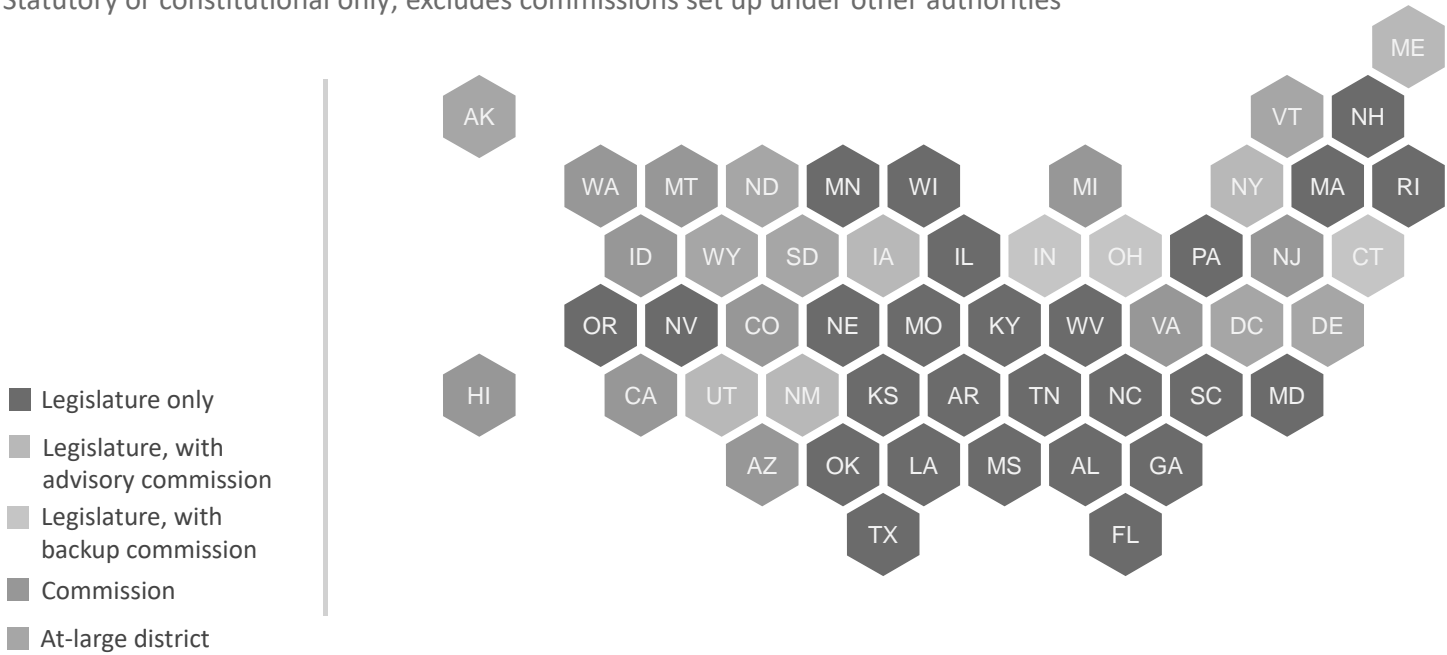 Statutory or constitutional only; excludes commissions set up under other authorities
ME
AK
VT NH
WA MT ND MN WI MI NY MA RI
ID WY SD IA IL IN OH PA NJ CT
OR NV CO NE MO KY WV VA DC DE
HI CA UT NM KS AR TN NC SC MD
AZ OK LA MS AL GA
TX FL
Legislature only
Legislature, with
advisory commission
Legislature, with
backup commission
Commission
At-large district